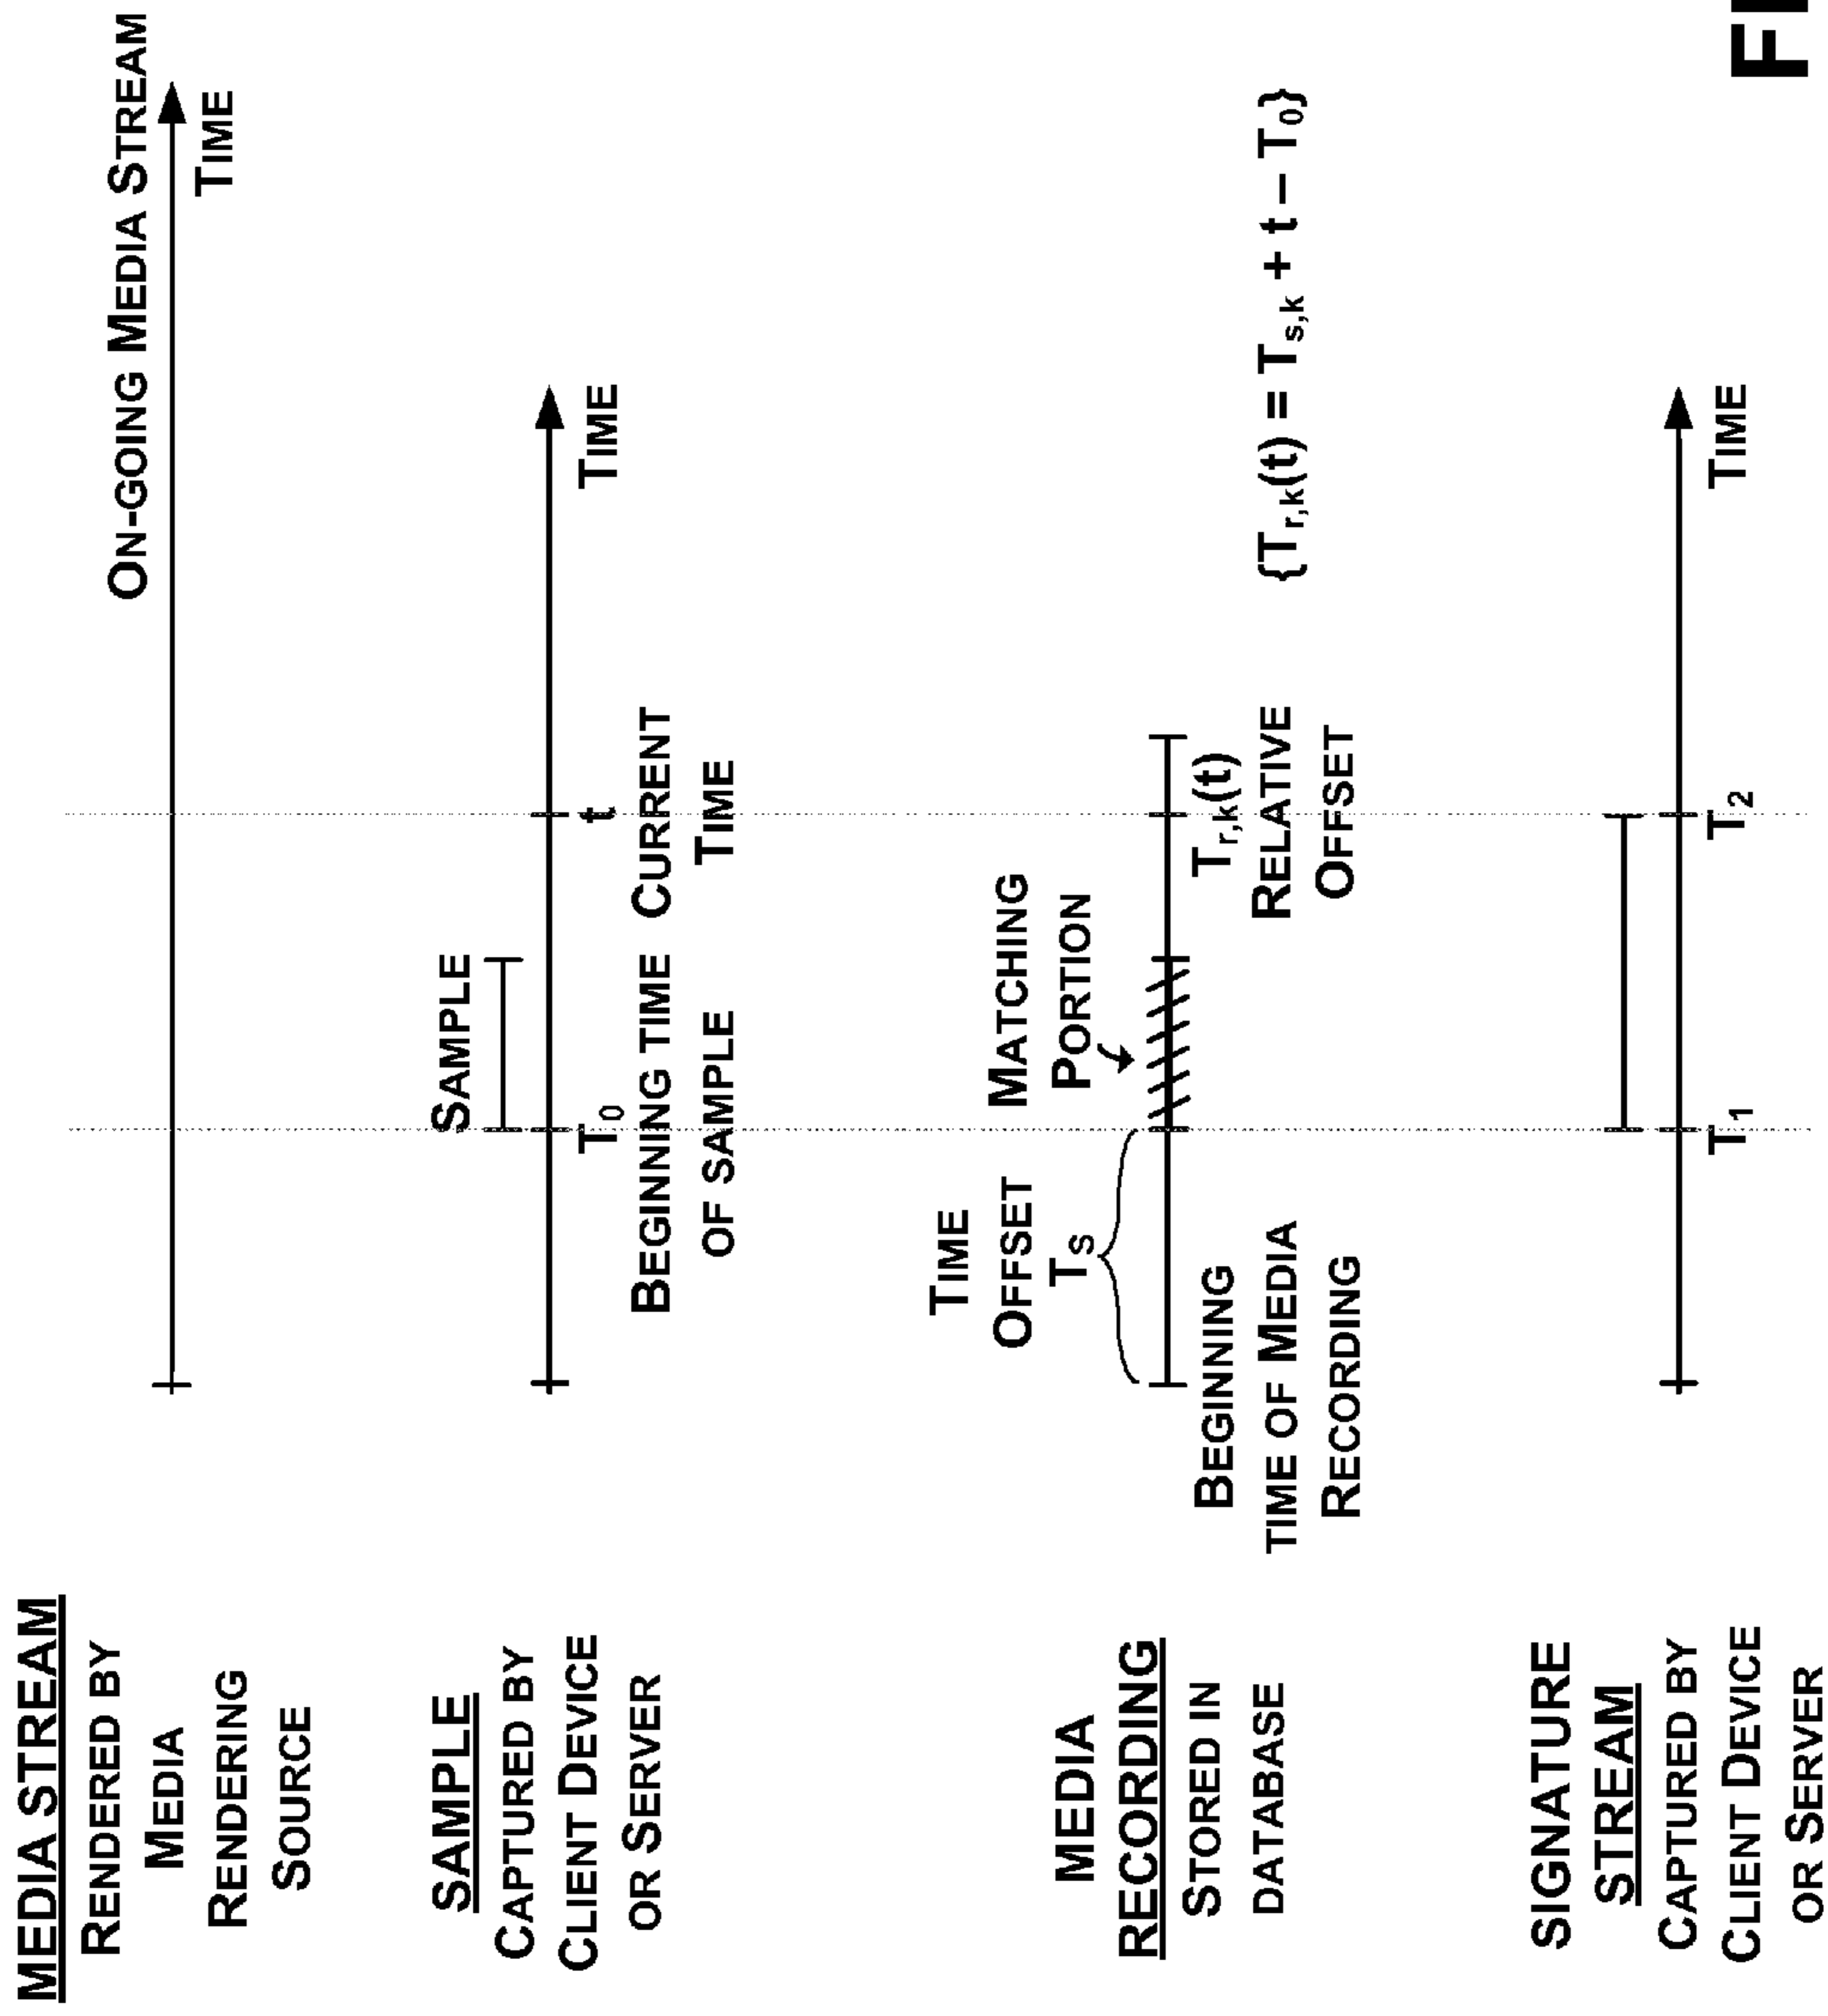 MEDIA STREAM
RENDERED BY
MEDIA
RENDERING
SOURCE
ON-GOING MEDIA STREAM
TIME
SAMPLE
CAPTURED BY
CLIENT DEVICE
OR SERVER
SAMPLE
T0
BEGINNING TIME
OF SAMPLE
t
CURRENT
TIME
TIME
MEDIA
RECORDING
STORED IN
DATABASE
TIME
OFFSET
TS
BEGINNING
TIME OF MEDIA
RECORDING
MATCHING
PORTION
Tr,k(t)
RELATIVE
OFFSET
{Tr,k(t) = Ts,k + t – T0}
SIGNATURE
STREAM
CAPTURED BY
CLIENT DEVICE
OR SERVER
T1
T2
TIME